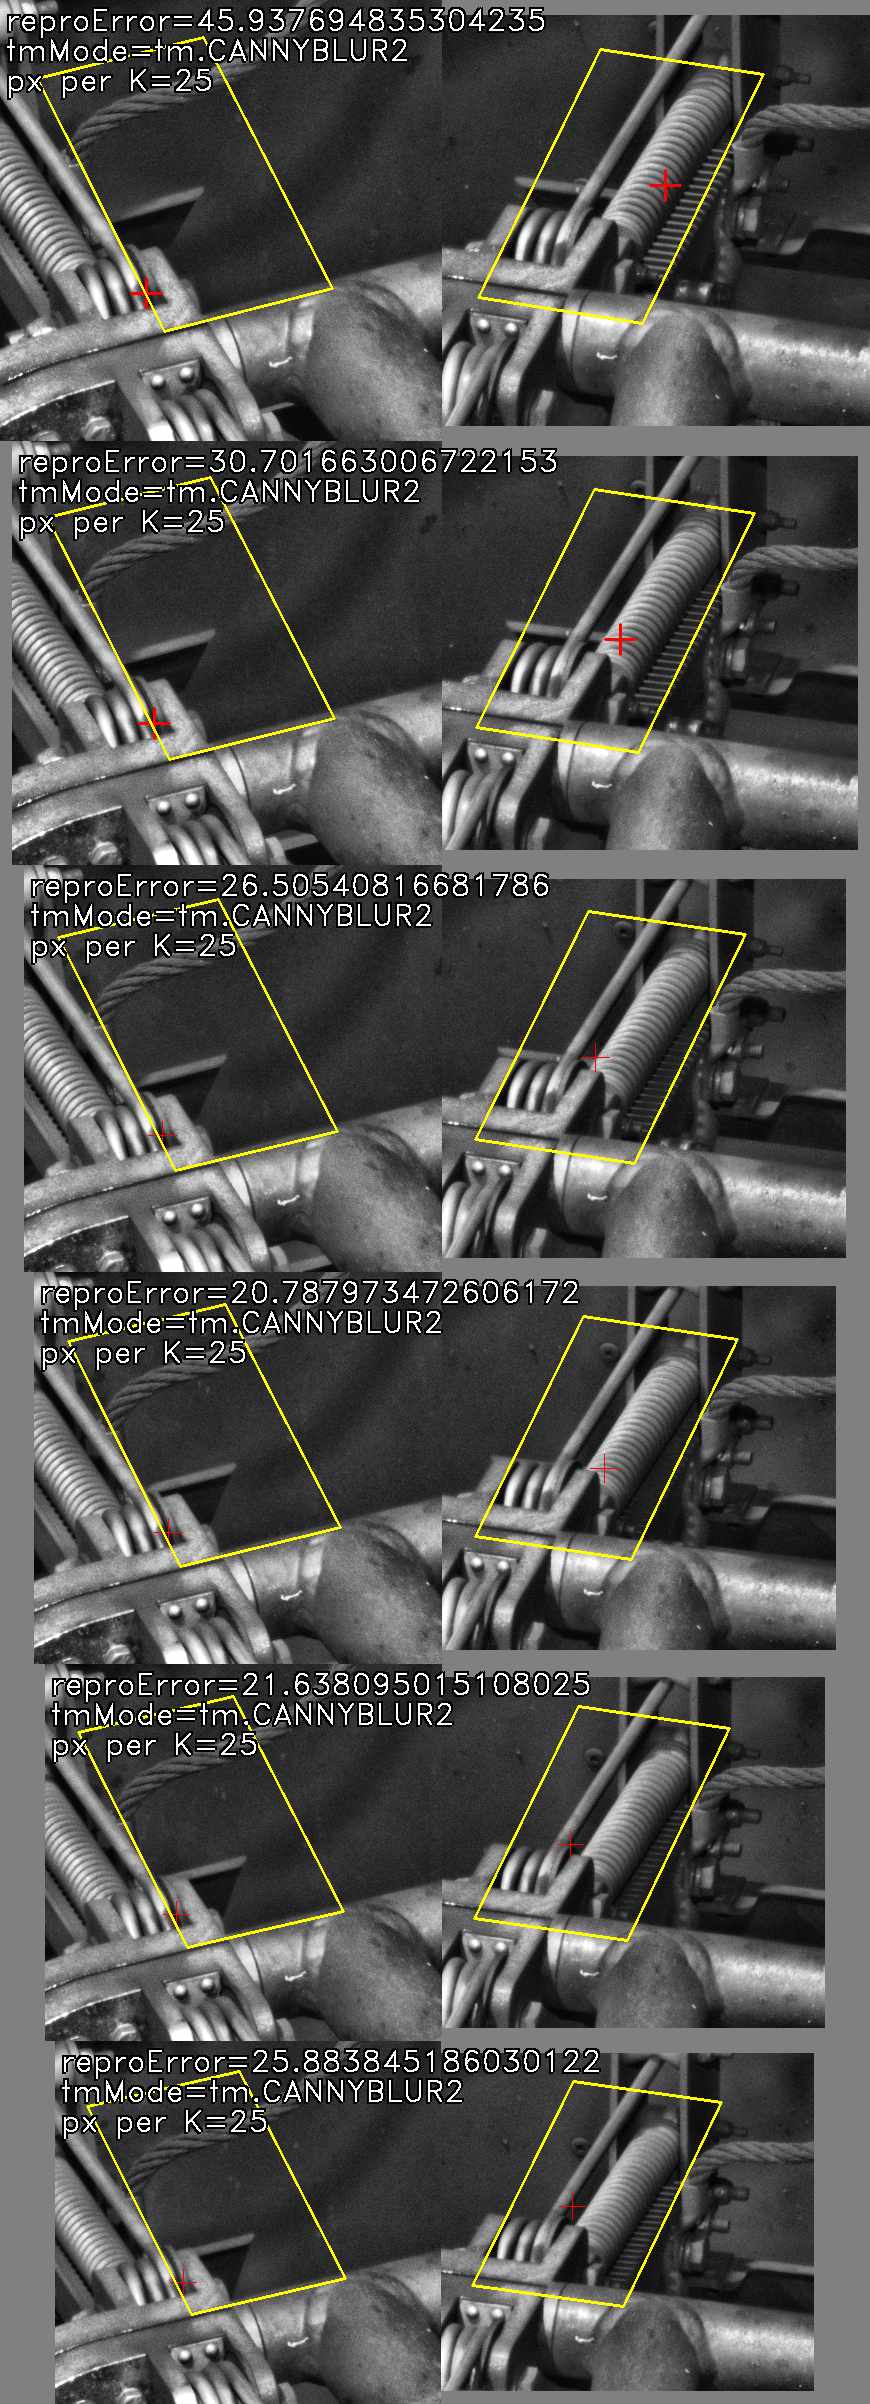 reproError=45.937694835304235
tmMode=tm.CANNYBLUR2
px per K=25
reproError=30.701663006722153
tmMode=tm.CANNYBLUR2
px per K=25
reproError=26.50540816681786
tmMode=tm.CANNYBLUR2
px per K=25
reproError=20.787973472606172
tmMode=tm.CANNYBLUR2
px per K=25
reproError=21.638095015108025
tmMode=tm.CANNYBLUR2
px per K=25
reproError=25.883845186030122
tmMode=tm.CANNYBLUR2
px per K=25